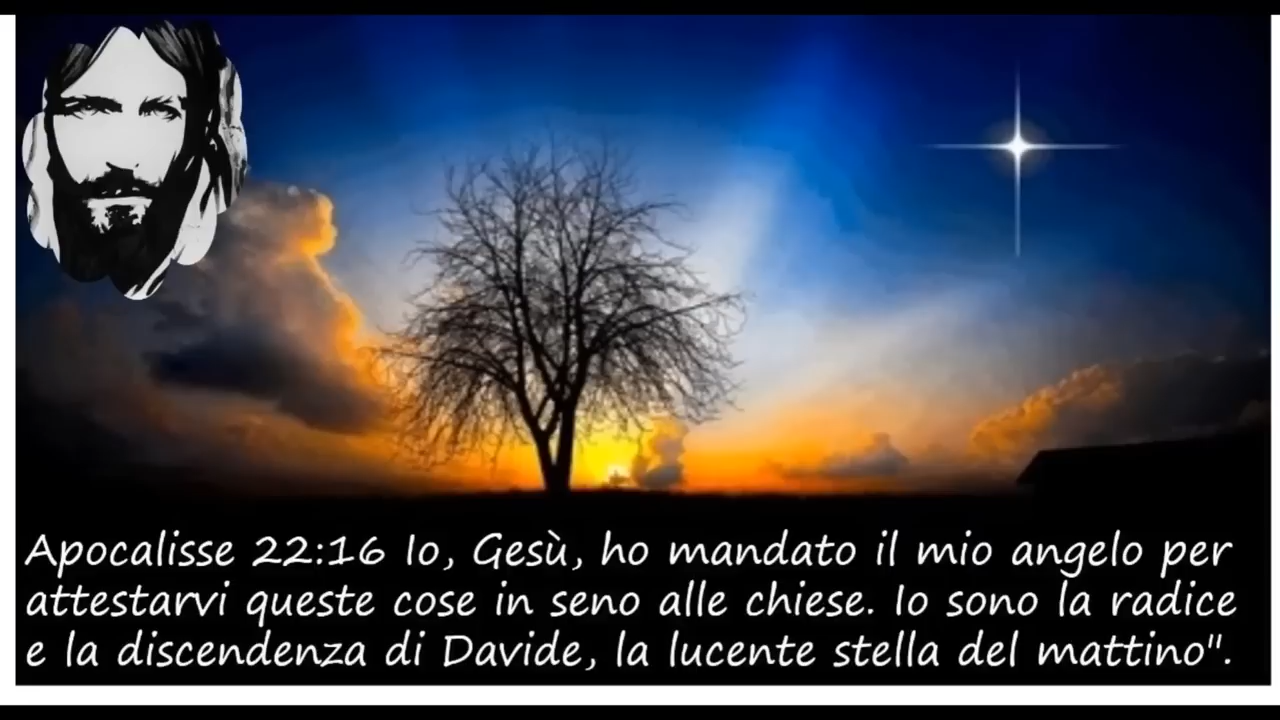 Apocalisse 22:16 Io, Gesù, ho mandato il mio angelo per
attestarvi queste cose in seno alle chiese. Io sono la radice
e la discendenza di Davide, la lucente stella del mattino".